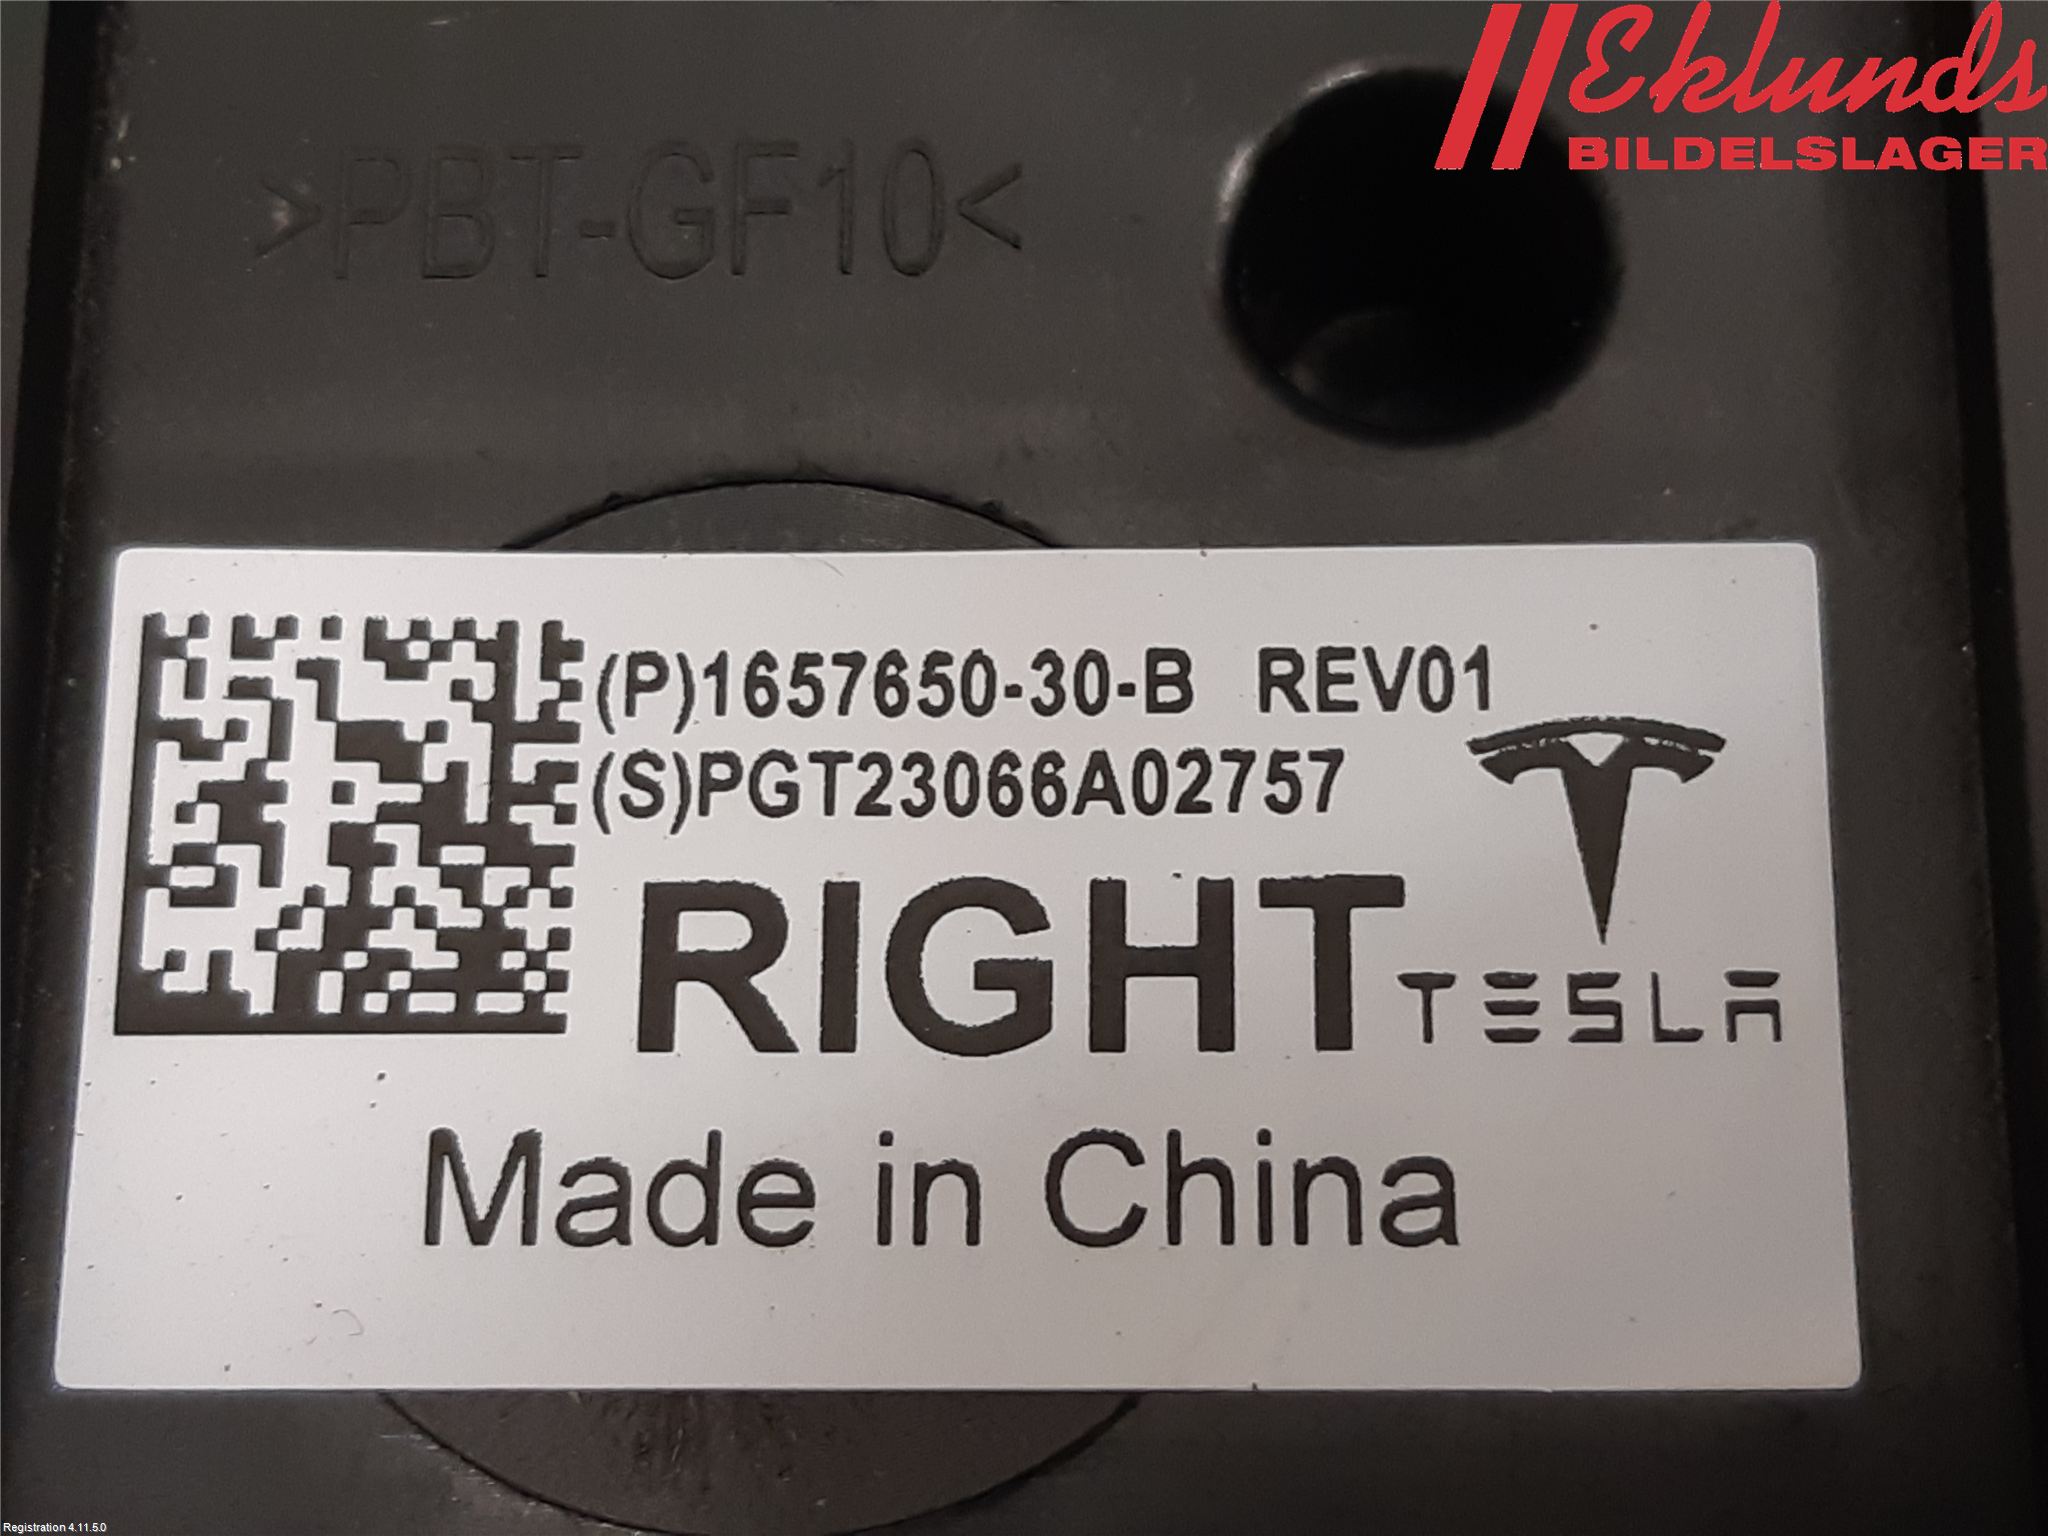 Eklunds
BILDELSLAGER
>PBT-GF10<
(P)1657650-30-B REV01
(S)PGT23066A02757
RIGHT
TESLA
Made in China
Registration 4.11.5.0